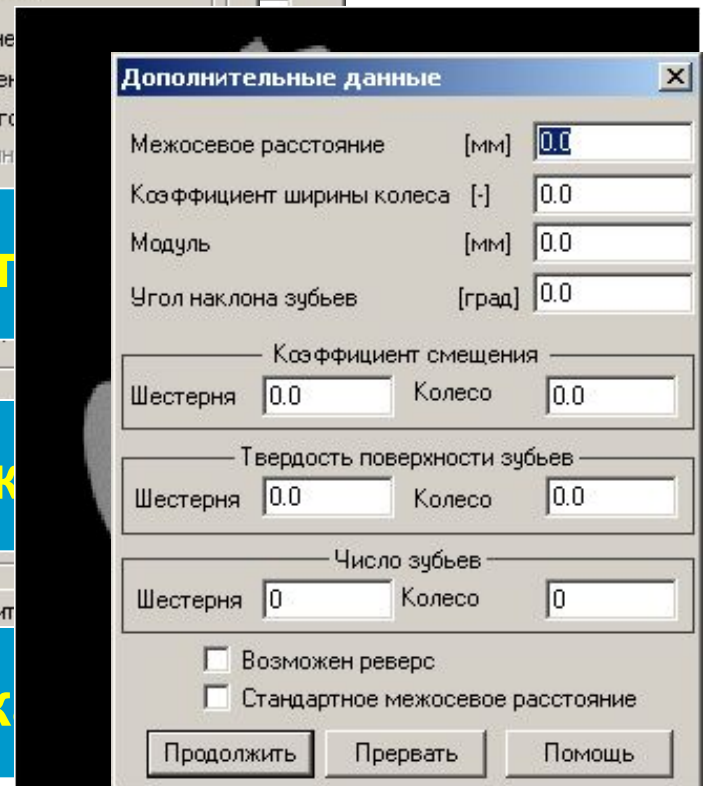 Дополнительные данные
Межосевое расстояние [мм] 0.0
Коэффициент ширины колеса [-] 0.0
Модуль [мм] 0.0
Угол наклона зубьев [град] 0.0
Коэффициент смещения
Шестерня 0.0 Колесо 0.0
Твердость поверхности зубьев
Шестерня 0.0 Колесо 0.0
Число зубьев
Шестерня 0 Колесо 0
Возможен реверс
Стандартное межосевое расстояние
Продолжить Прервать Помощь